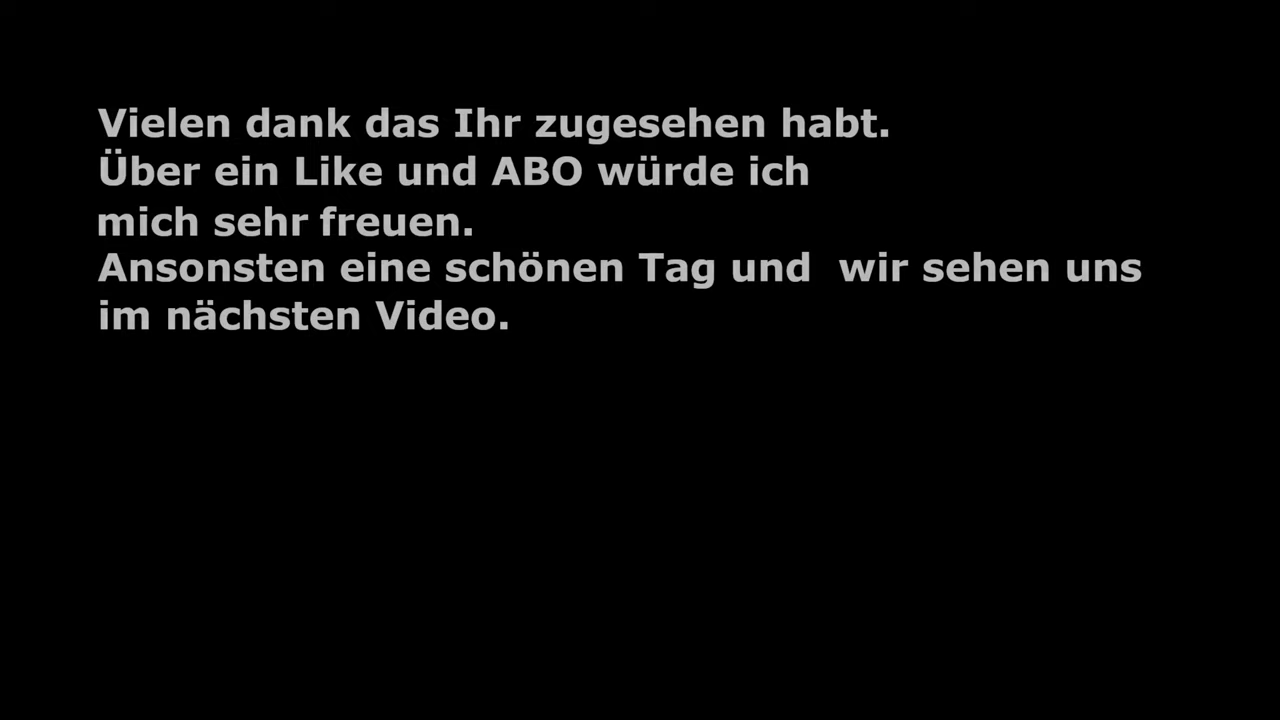 Vielen dank das Ihr zugesehen habt.
Über ein Like und ABO würde ich
mich sehr freuen.
Ansonsten eine schönen Tag und  wir sehen uns
im nächsten Video.